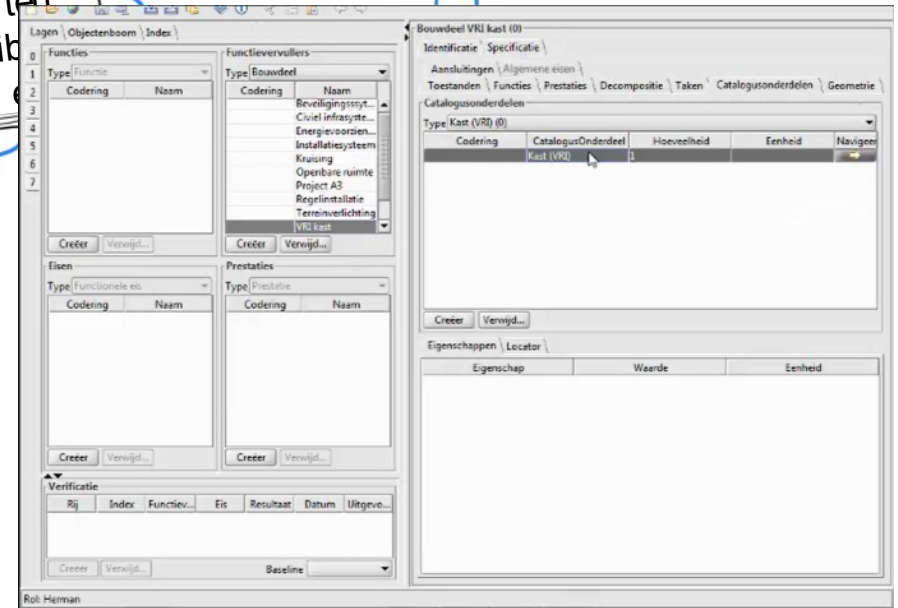 Lagen Objectenboom Index
0
1
2
3
4
5
6
7
Functies
Type Functie
Codering Naam
Creëer Verwijd...
Functievervullers
Type Bouwdeel
Codering Naam
Beveiligingssyt...
Civiel infrasyste...
Energievoorzien...
Installatiesysteem
Kruising
Openbare ruimte
Project A3
Regelinstallatie
Terreinverlichting
VRI kast
Creëer Verwijd...
Eisen
Type Functionele eis
Codering Naam
Creëer Verwijd...
Prestaties
Type Prestatie
Codering Naam
Creëer Verwijd...
Verificatie
Rij Index Functiev... Eis Resultaat Datum Uitgevo...
Creëer Verwijd... Baseline
Rol: Herman
Bouwdeel VRI kast (0)
Identificatie Specificatie
Aansluitingen Algemene eisen
Toestanden Functies Prestaties Decompositie Taken Catalogusonderdelen Geometrie
Catalogusonderdelen
Type Kast (VRI) (0)
Codering CatalogusOnderdeel Hoeveelheid Eenheid Navigeer
Kast (VRI) 1
Creëer Verwijd...
Eigenschappen Locator
Eigenschap Waarde Eenheid